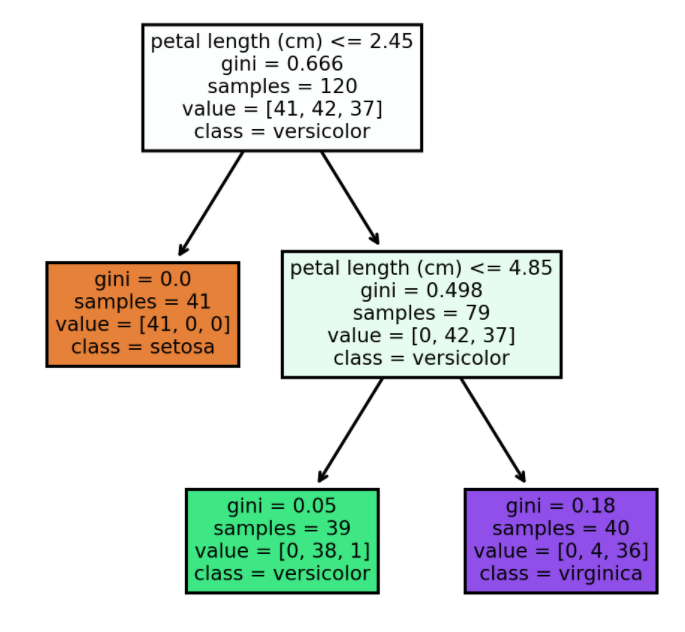 petal length (cm) <= 2.45
gini = 0.666
samples = 120
value = [41, 42, 37]
class = versicolor
gini = 0.0
samples = 41
value = [41, 0, 0]
class = setosa
petal length (cm) <= 4.85
gini = 0.498
samples = 79
value = [0, 42, 37]
class = versicolor
gini = 0.05
samples = 39
value = [0, 38, 1]
class = versicolor
gini = 0.18
samples = 40
value = [0, 4, 36]
class = virginica